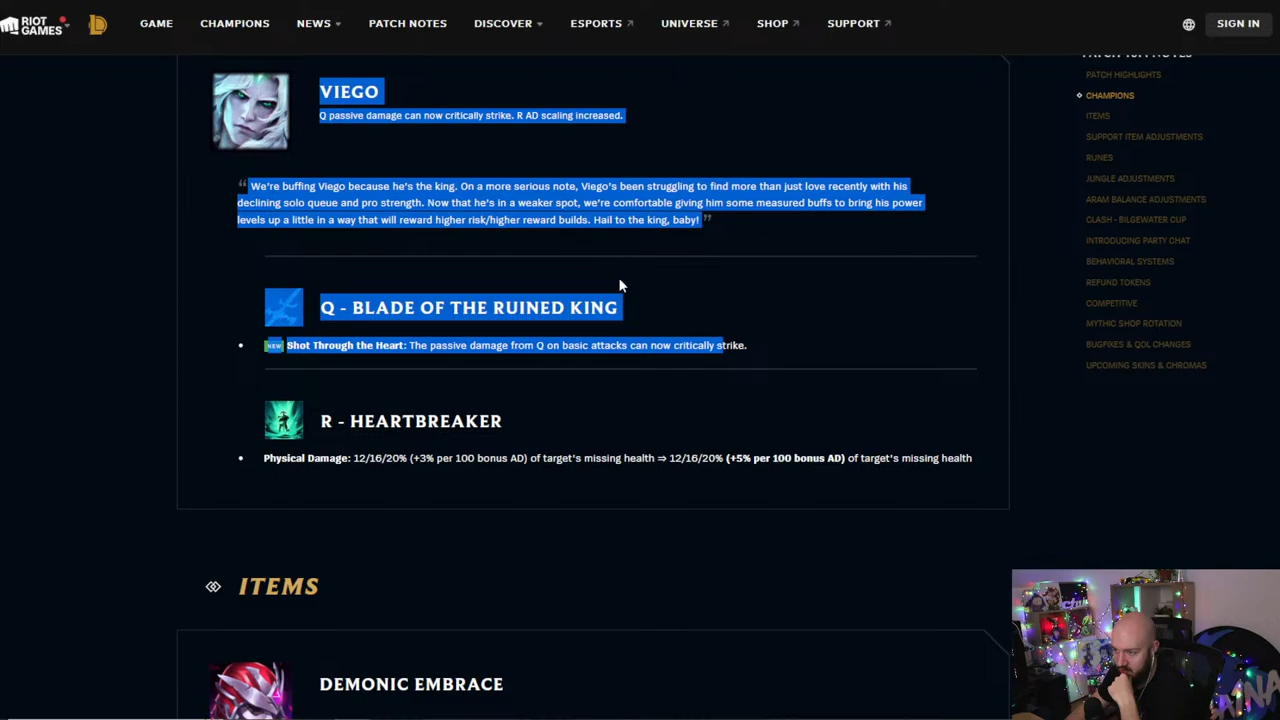 RIOT GAMES
GAME
CHAMPIONS
NEWS
PATCH NOTES
DISCOVER
ESPORTS
UNIVERSE
SHOP
SUPPORT
SIGN IN
VIEGO
Q passive damage can now critically strike. R AD scaling increased.
We're buffing Viego because he's the king. On a more serious note, Viego's been struggling to find more than just love recently with his
declining solo queue and pro strength. Now that he's in a weaker spot, we're comfortable giving him some measured buffs to bring his power
levels up a little in a way that will reward higher risk/higher reward builds. Hail to the king, baby!
Q - BLADE OF THE RUINED KING
NEW Shot Through the Heart: The passive damage from Q on basic attacks can now critically strike.
R - HEARTBREAKER
Physical Damage: 12/16/20% (+3% per 100 bonus AD) of target's missing health ⇒ 12/16/20% (+5% per 100 bonus AD) of target's missing health
ITEMS
DEMONIC EMBRACE
PATCH HIGHLIGHTS
CHAMPIONS
ITEMS
SUPPORT ITEM ADJUSTMENTS
RUNES
JUNGLE ADJUSTMENTS
ARAM BALANCE ADJUSTMENTS
CLASH - BILGEWATER CUP
INTRODUCING PARTY CHAT
BEHAVIORAL SYSTEMS
REFUND TOKENS
COMPETITIVE
MYTHIC SHOP ROTATION
BUGFIXES & QOL CHANGES
UPCOMING SKINS & CHROMAS